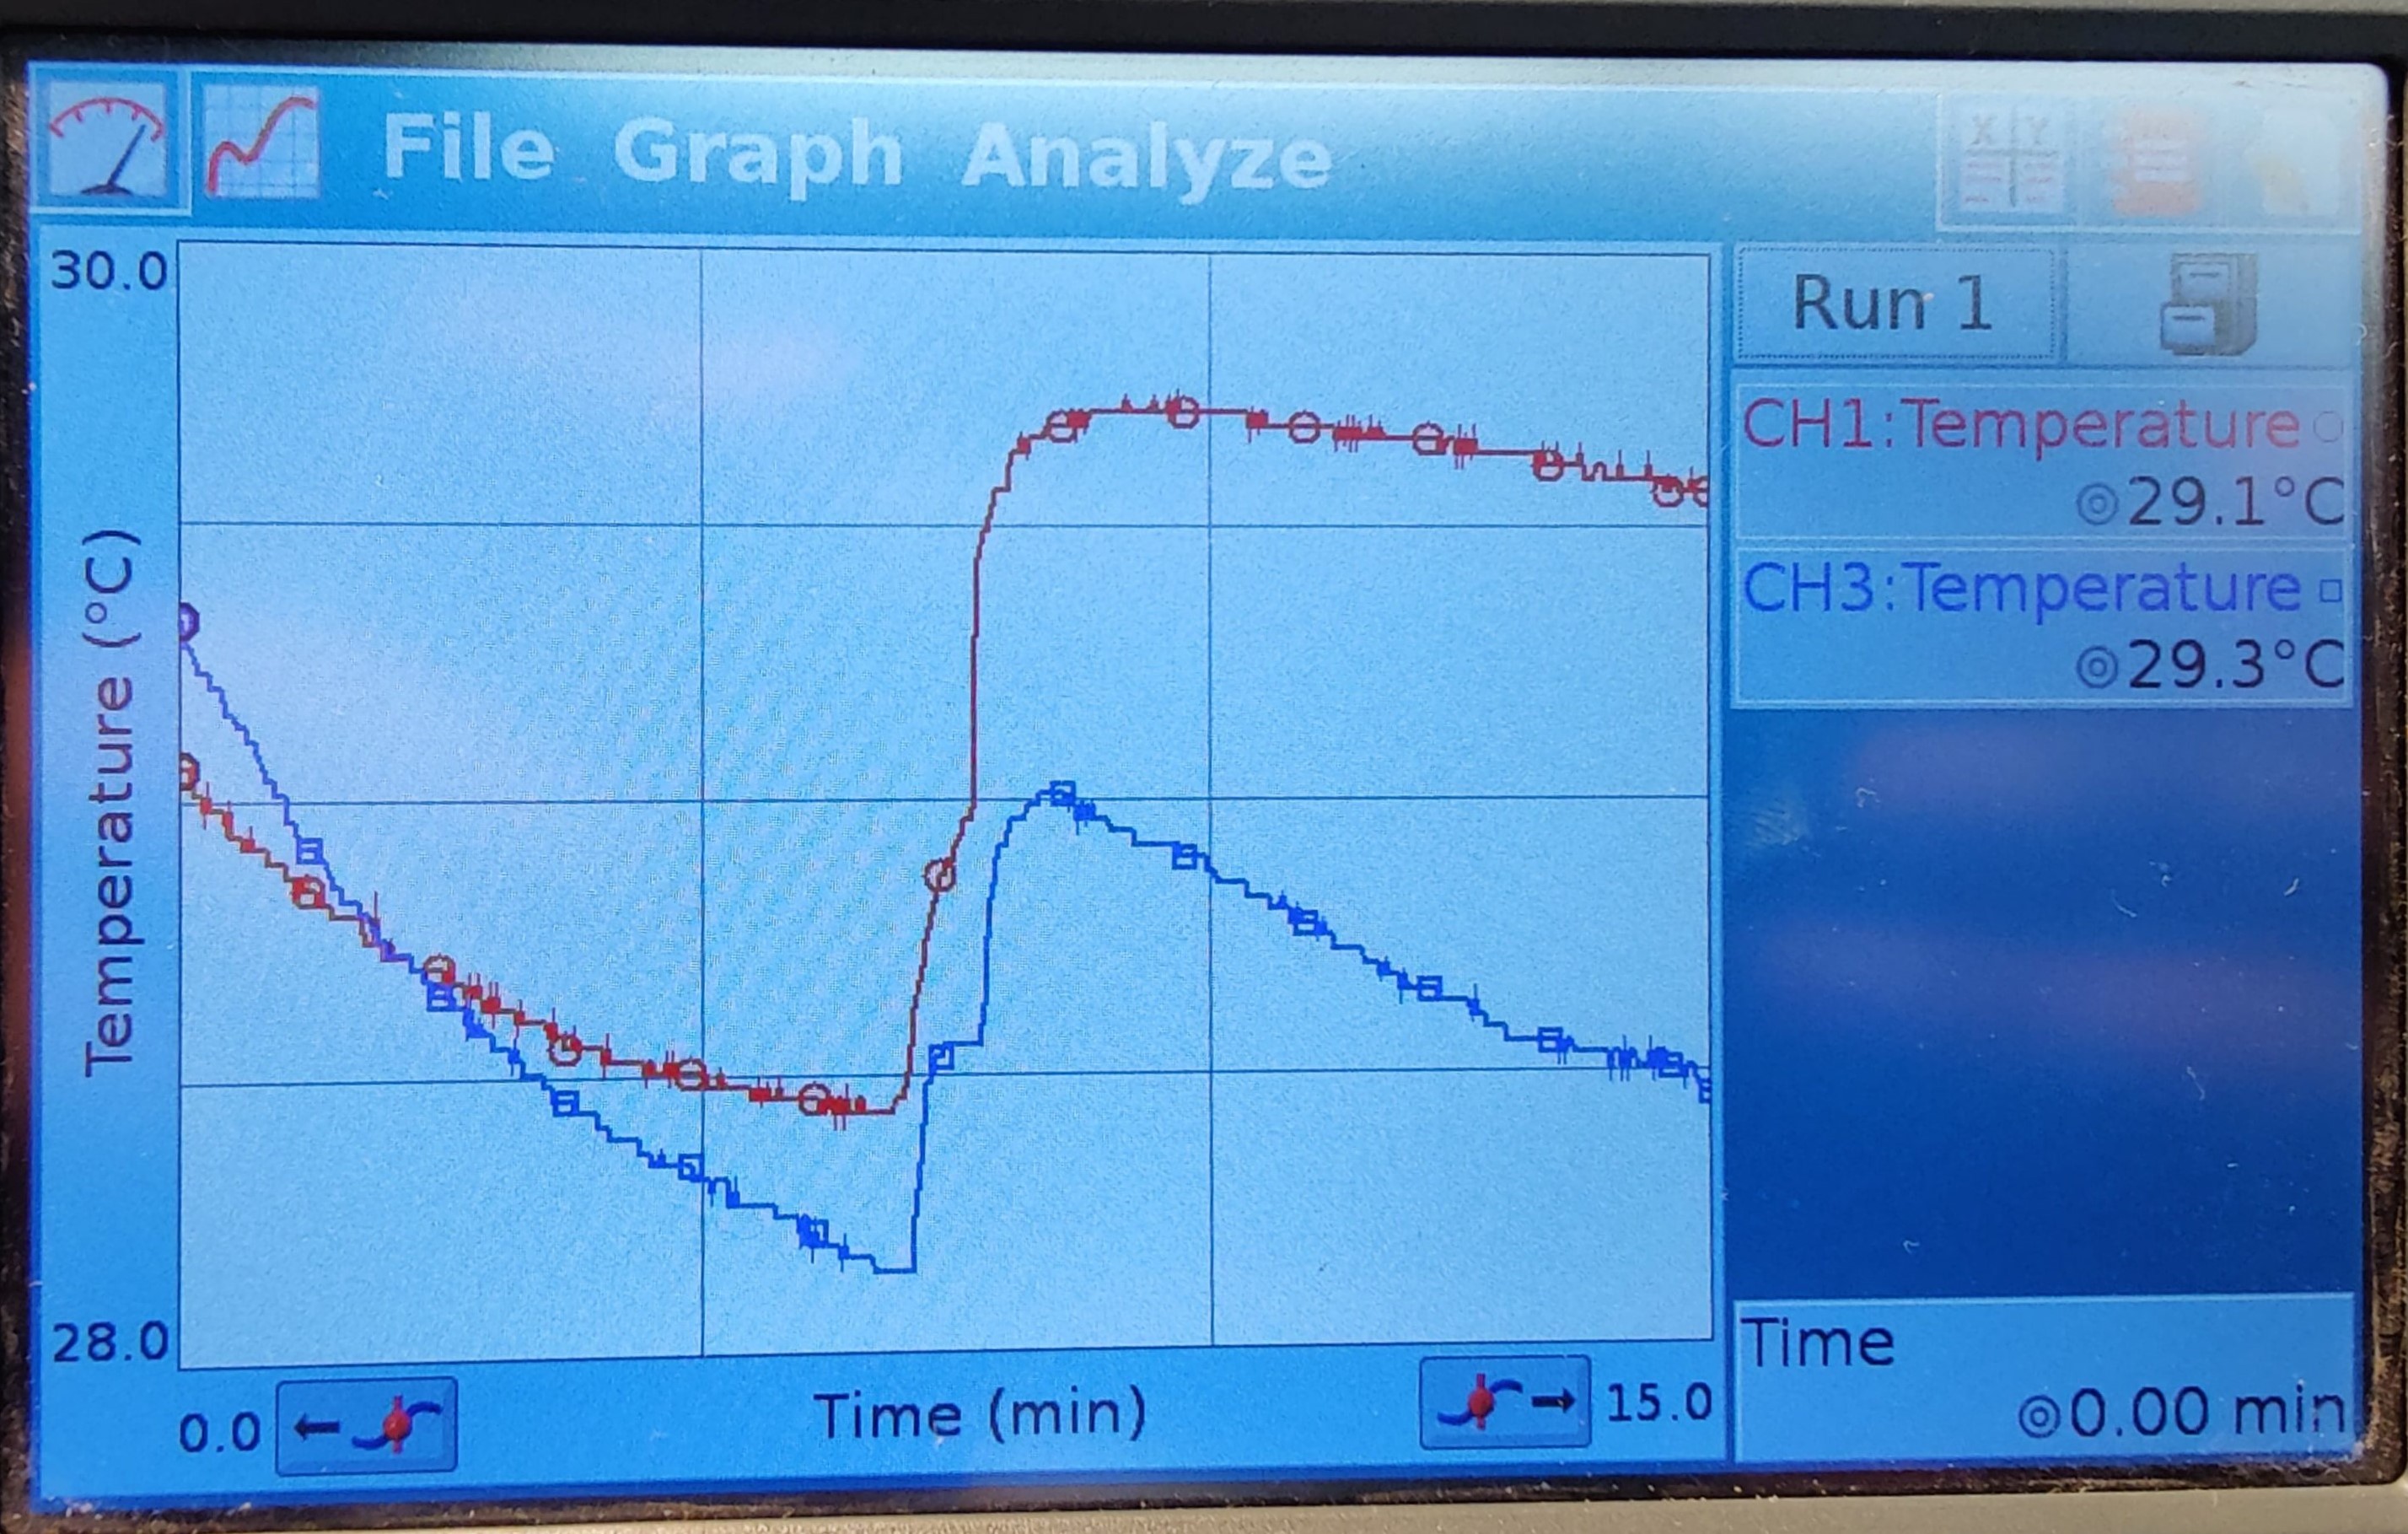 File Graph Analyze
X Y
30.0
Run 1
CH1:Temperature
29.1°C
CH3:Temperature
29.3°C
Temperature (°C)
28.0
Time
0.0
Time (min)
15.0
0.00 min